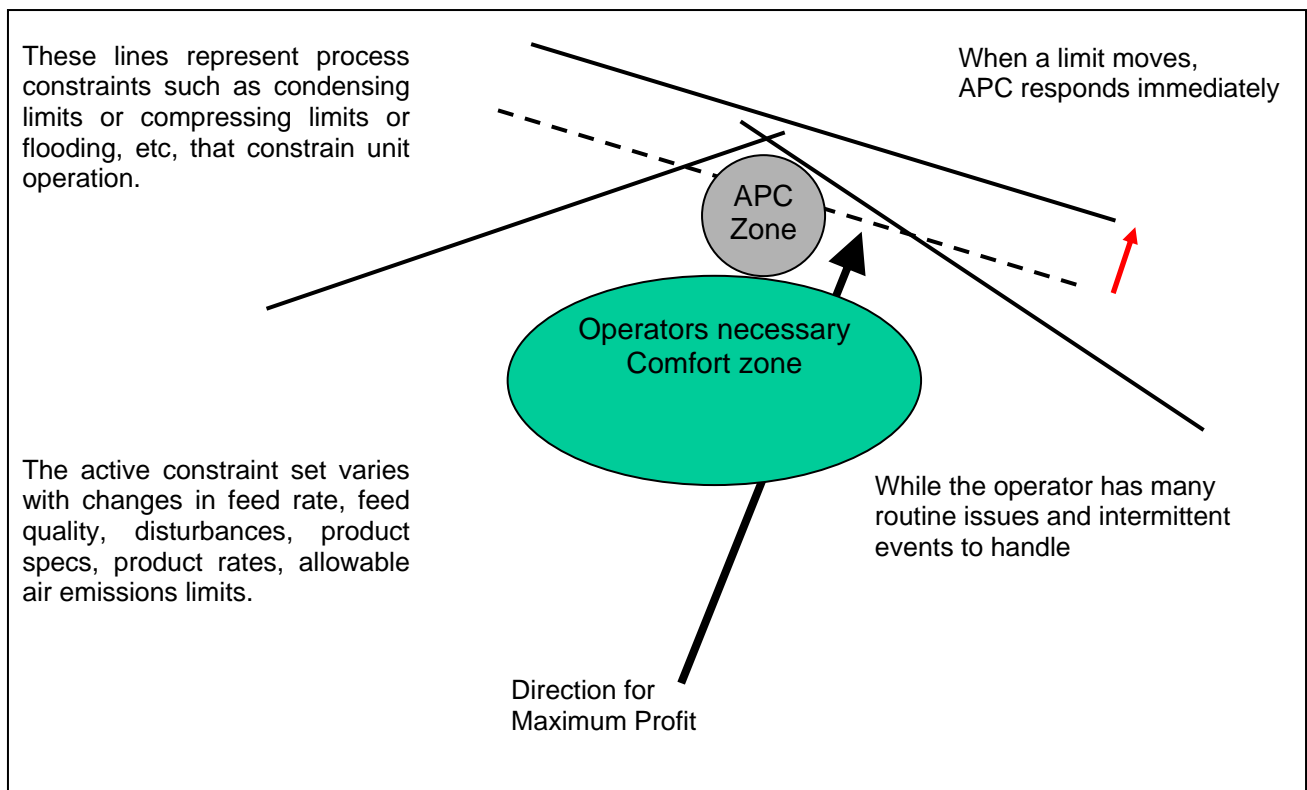 These lines represent process
constraints such as condensing
limits or compressing limits or
flooding, etc, that constrain unit
operation.
When a limit moves,
APC responds immediately
APC
Zone
Operators necessary
Comfort zone
The active constraint set varies
with changes in feed rate, feed
quality, disturbances, product
specs, product rates, allowable
air emissions limits.
While the operator has many
routine issues and intermittent
events to handle
Direction for
Maximum Profit